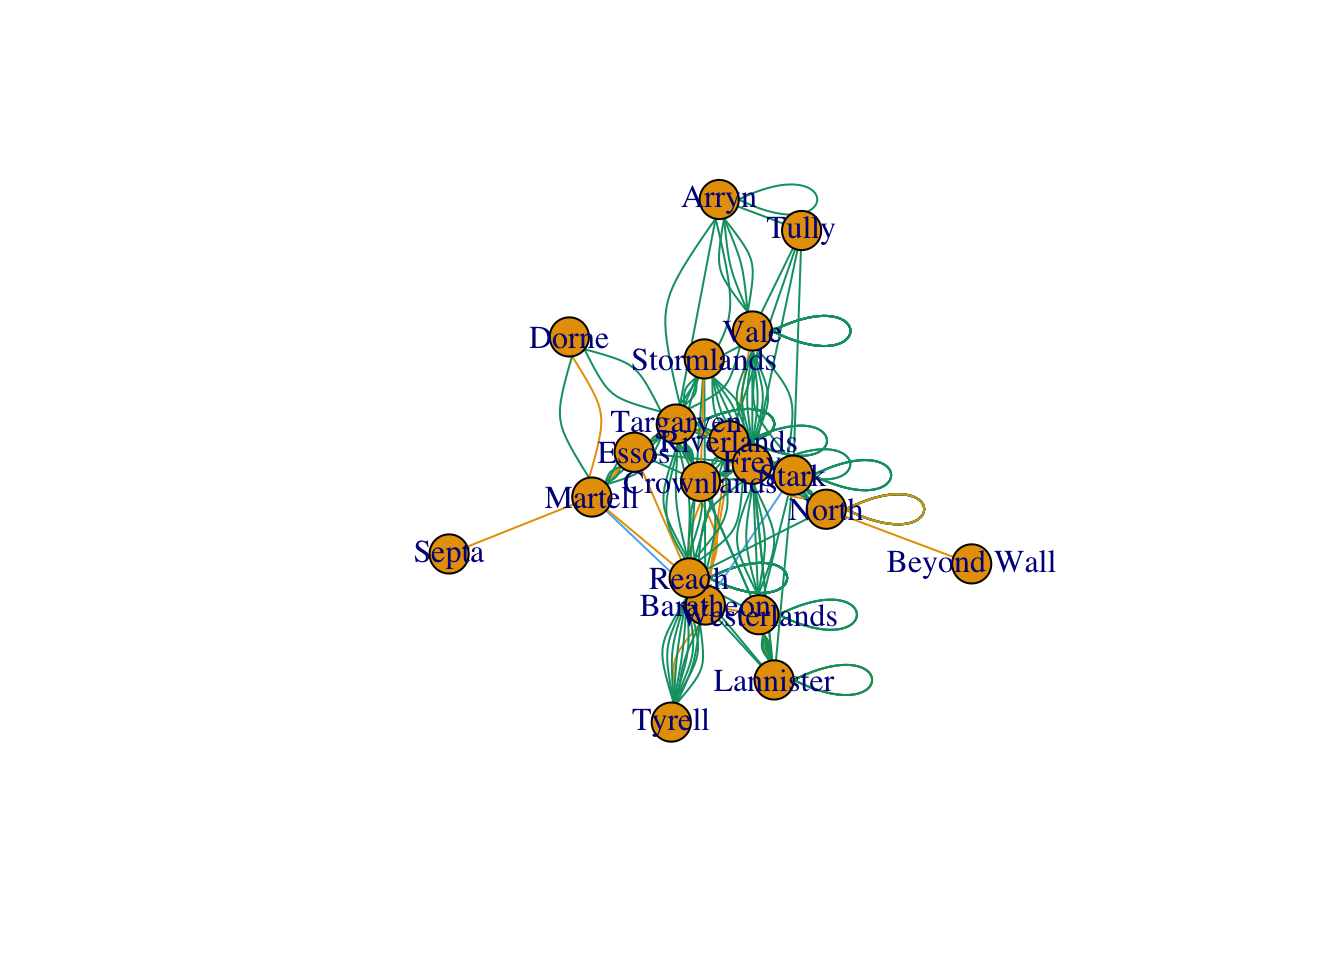 Arryn
Tully
Vale
Dorne
Stormlands
Targaryen
Riverlands
Essos
Frey
Stark
Crownlands
Martell
North
Septa
Beyond Wall
Reach
Baratheon
Westerlands
Lannister
Tyrell